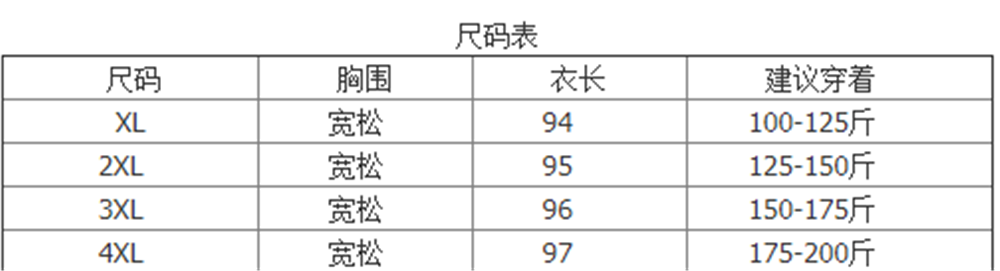 尺码表
尺码 胸围 衣长 建议穿着
XL 宽松 94 100-125斤
2XL 宽松 95 125-150斤
3XL 宽松 96 150-175斤
4XL 宽松 97 175-200斤